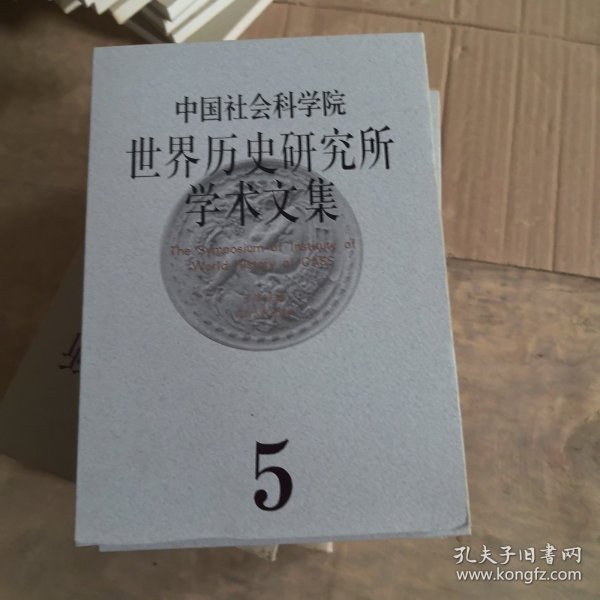 中国社会科学院
世界历史研究所
学术文集
The Symposium of Institute of
World History of CASS
5
孔夫子旧书网
www.kongfz.com